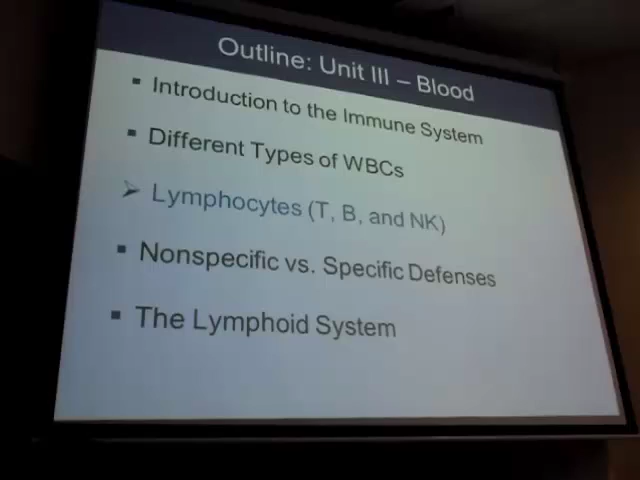 Outline: Unit III – Blood
▪ Introduction to the Immune System
▪ Different Types of WBCs
➢ Lymphocytes (T, B, and NK)
▪ Nonspecific vs. Specific Defenses
▪ The Lymphoid System